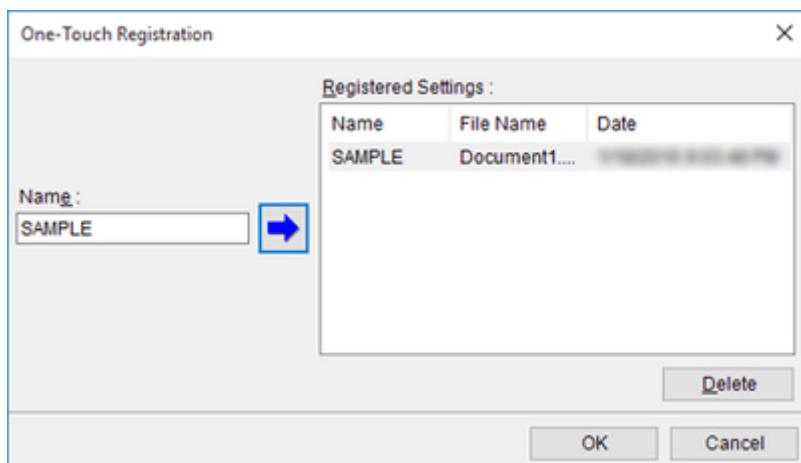 One-Touch Registration
Registered Settings :
Name File Name Date
SAMPLE Document1....
Name :
SAMPLE
Delete
OK Cancel